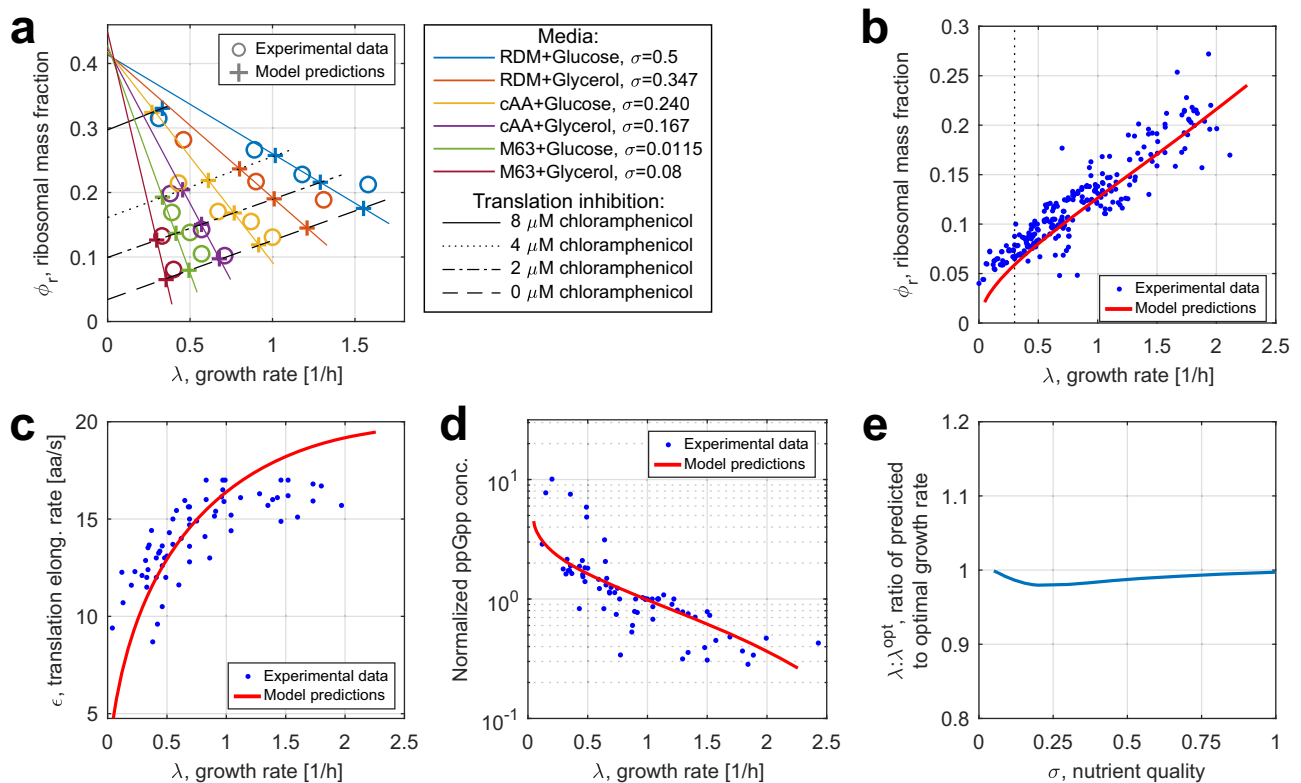 a
Experimental data
Model predictions
0.4
0.3
0.2
0.1
0
0
0.5
1
1.5
ϕr, ribosomal mass fraction
λ, growth rate [1/h]
Media:
RDM+Glucose, σ=0.5
RDM+Glycerol, σ=0.347
cAA+Glucose, σ=0.240
cAA+Glycerol, σ=0.167
M63+Glucose, σ=0.0115
M63+Glycerol, σ=0.08
Translation inhibition:
8 μM chloramphenicol
4 μM chloramphenicol
2 μM chloramphenicol
0 μM chloramphenicol
b
0.3
0.25
0.2
0.15
0.1
0.05
0
0
0.5
1
1.5
2
2.5
ϕr, ribosomal mass fraction
Experimental data
Model predictions
λ, growth rate [1/h]
c
20
15
10
5
0
0.5
1
1.5
2
2.5
ϵ, translation elong. rate [aa/s]
Experimental data
Model predictions
λ, growth rate [1/h]
d
10^1
10^0
10^-1
0
0.5
1
1.5
2
2.5
Normalized ppGpp conc.
Experimental data
Model predictions
λ, growth rate [1/h]
e
1.2
1.1
1
0.9
0.8
0
0.25
0.5
0.75
1
λ:λ^opt, ratio of predicted
to optimal growth rate
σ, nutrient quality